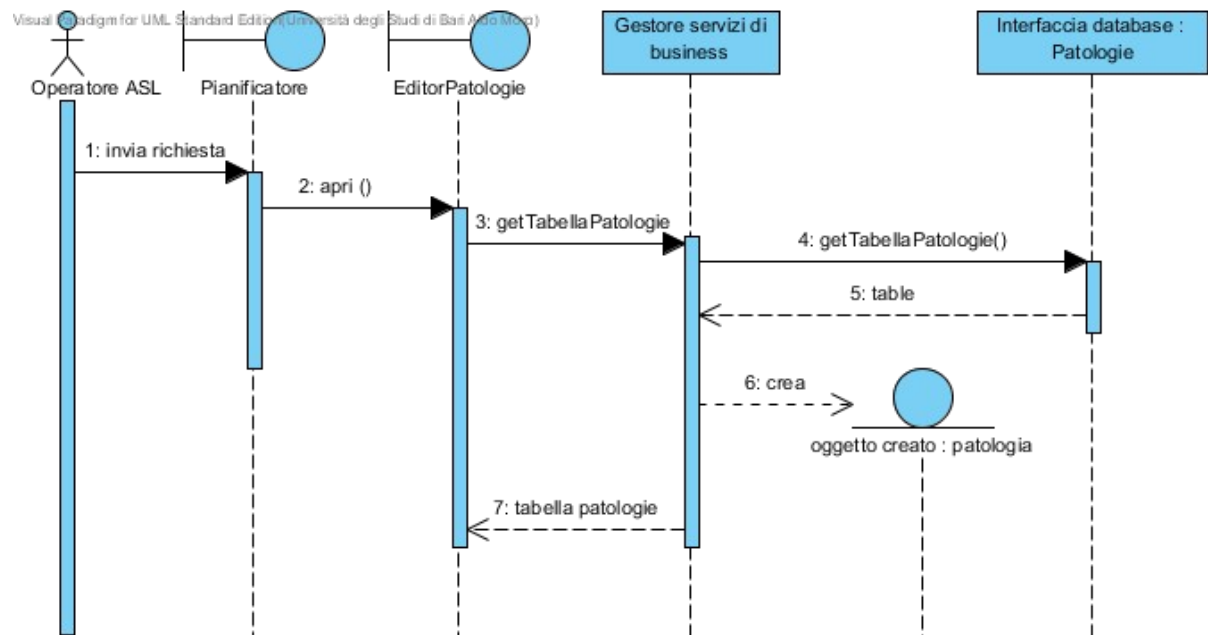 Visual Paradigm for UML Standard Edition(Università degli Studi di Bari Aldo Moro)
Operatore ASL
Pianificatore
EditorPatologie
Gestore servizi di
business
Interfaccia database :
Patologie
1: invia richiesta
2: apri ()
3: getTabellaPatologie
4: getTabellaPatologie()
5: table
6: crea
oggetto creato : patologia
7: tabella patologie